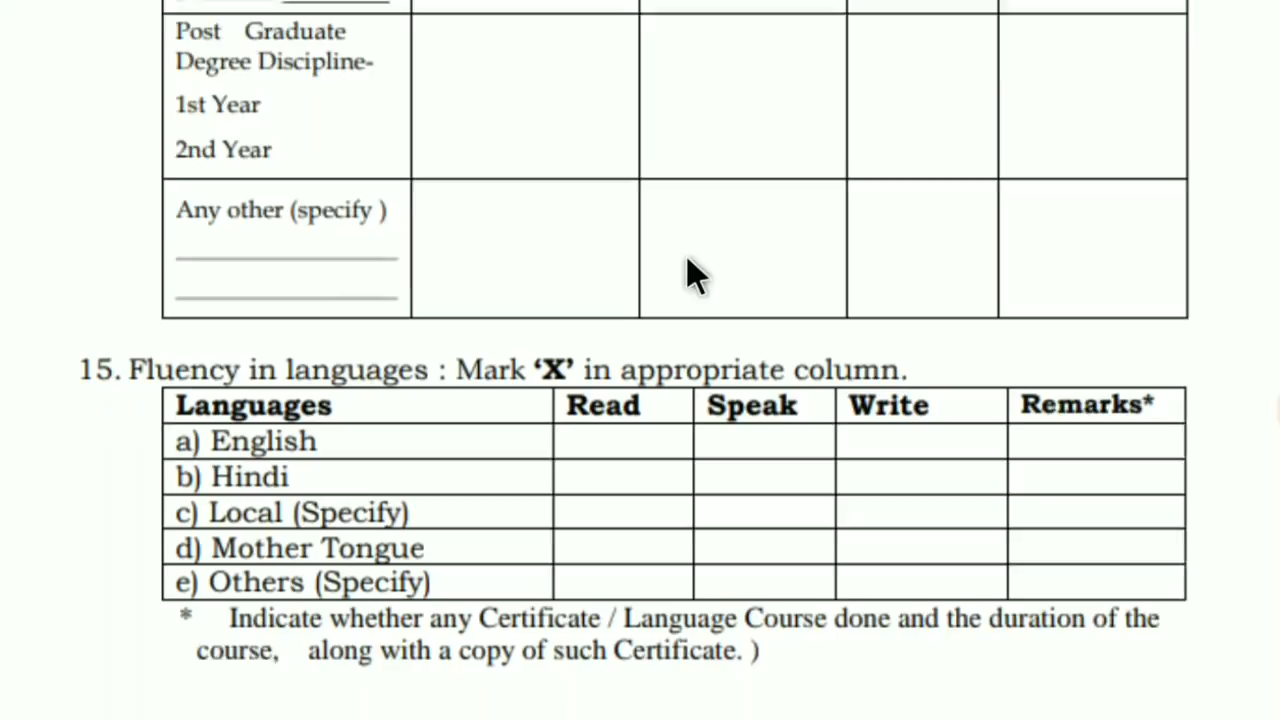 Post Graduate
Degree Discipline-
1st Year
2nd Year
Any other (specify )
15. Fluency in languages : Mark ‘X’ in appropriate column.
Languages Read Speak Write Remarks*
a) English
b) Hindi
c) Local (Specify)
d) Mother Tongue
e) Others (Specify)
* Indicate whether any Certificate / Language Course done and the duration of the
course, along with a copy of such Certificate. )